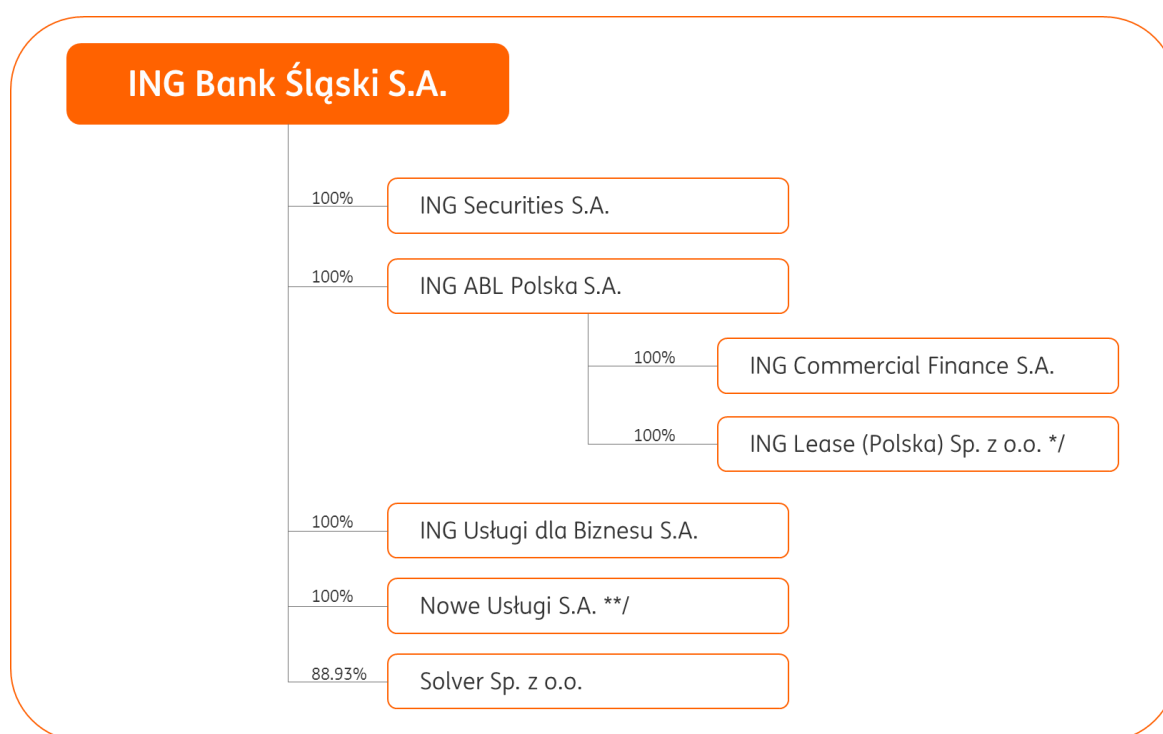 ING Bank Śląski S.A.
100%
ING Securities S.A.
100%
ING ABL Polska S.A.
100%
ING Commercial Finance S.A.
100%
ING Lease (Polska) Sp. z o.o. */
100%
ING Usługi dla Biznesu S.A.
100%
Nowe Usługi S.A. **/
88.93%
Solver Sp. z o.o.